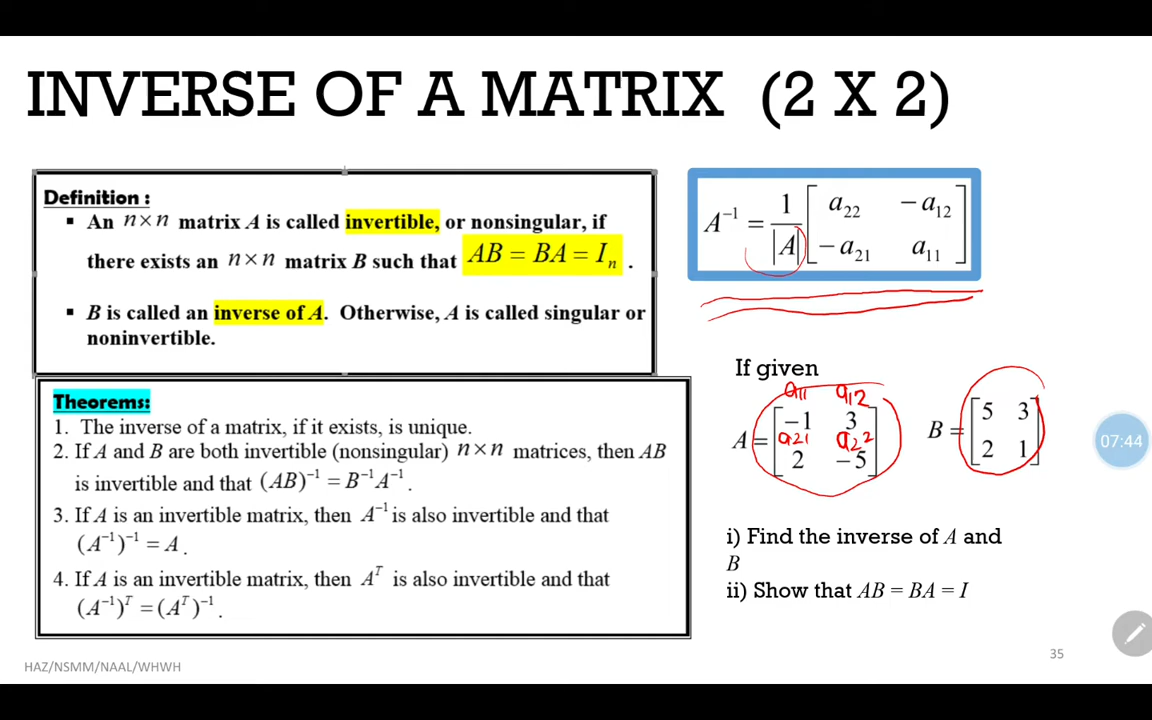 INVERSE OF A MATRIX (2 X 2)
Definition :
▪ An n×n matrix A is called invertible, or nonsingular, if
there exists an n×n matrix B such that AB = BA = Iₙ .
▪ B is called an inverse of A. Otherwise, A is called singular or
noninvertible.
Theorems:
1. The inverse of a matrix, if it exists, is unique.
2. If A and B are both invertible (nonsingular) n×n matrices, then AB
is invertible and that (AB)⁻¹ = B⁻¹A⁻¹.
3. If A is an invertible matrix, then A⁻¹ is also invertible and that
(A⁻¹)⁻¹ = A.
4. If A is an invertible matrix, then Aᵀ is also invertible and that
(A⁻¹)ᵀ = (Aᵀ)⁻¹.
A⁻¹ = 1/|A| [a₂₂ −a₁₂
−a₂₁ a₁₁]
If given
a11 a12
A = [−1 3
a21 a22
2 −5]
B = [5 3
2 1]
i) Find the inverse of A and
B
ii) Show that AB = BA = I
07:44
35
HAZ/NSMM/NAAL/WHWH